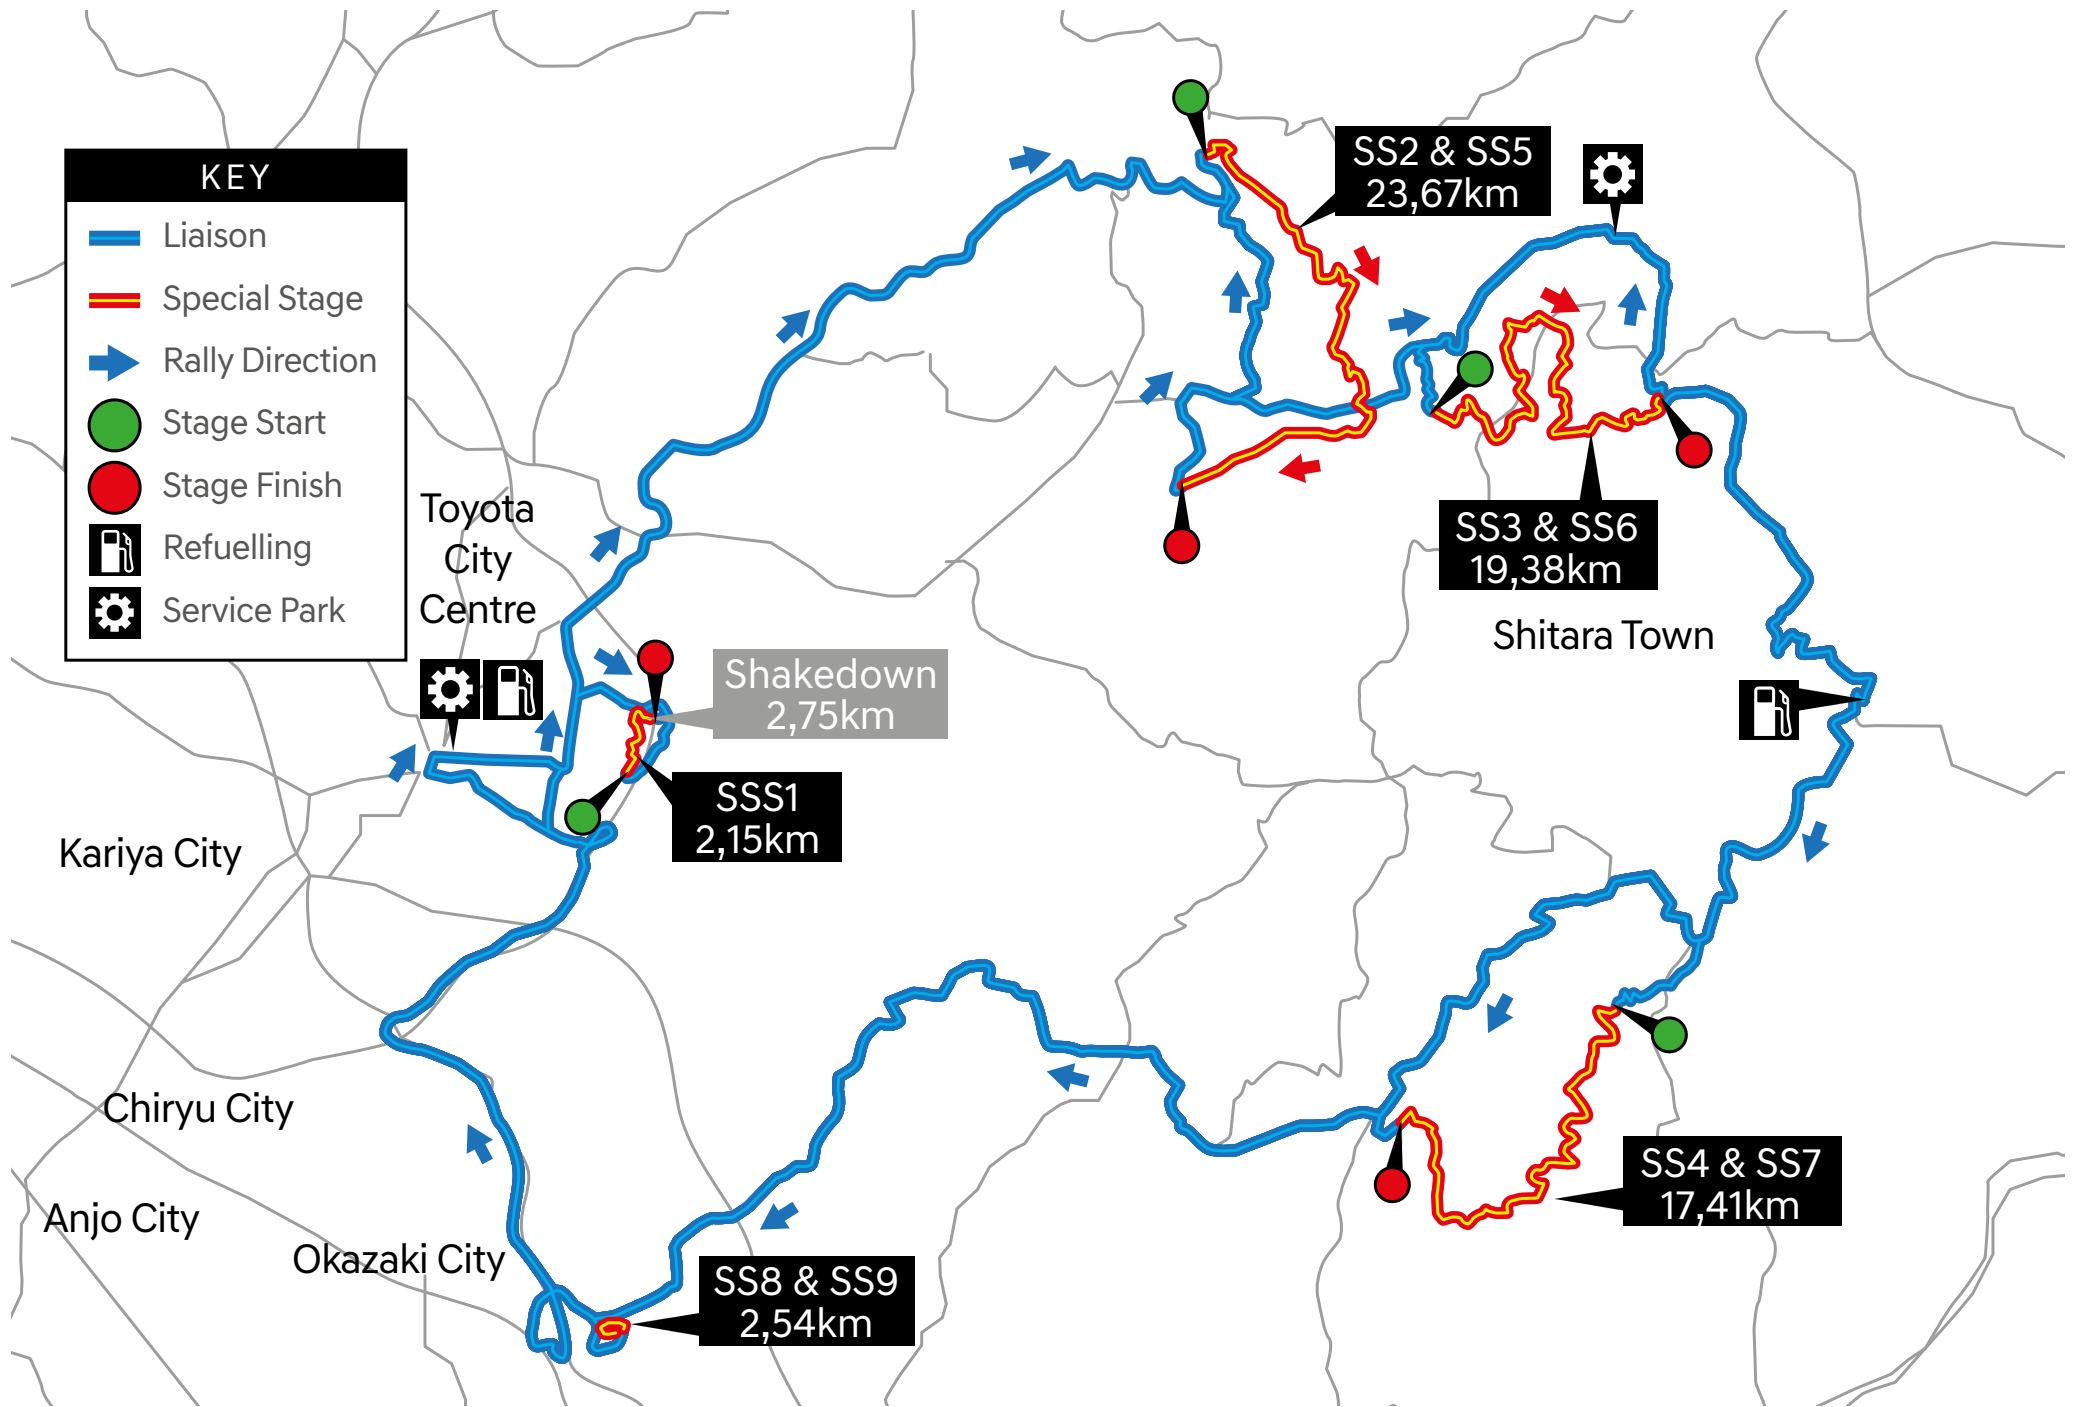 KEY
Liaison
Special Stage
Rally Direction
Stage Start
Stage Finish
Refuelling
Service Park
SS2 & SS5
23,67km
SS3 & SS6
19,38km
Shitara Town
Toyota
City
Centre
Shakedown
2,75km
SSS1
2,15km
Kariya City
Chiryu City
Anjo City
Okazaki City
SS4 & SS7
17,41km
SS8 & SS9
2,54km